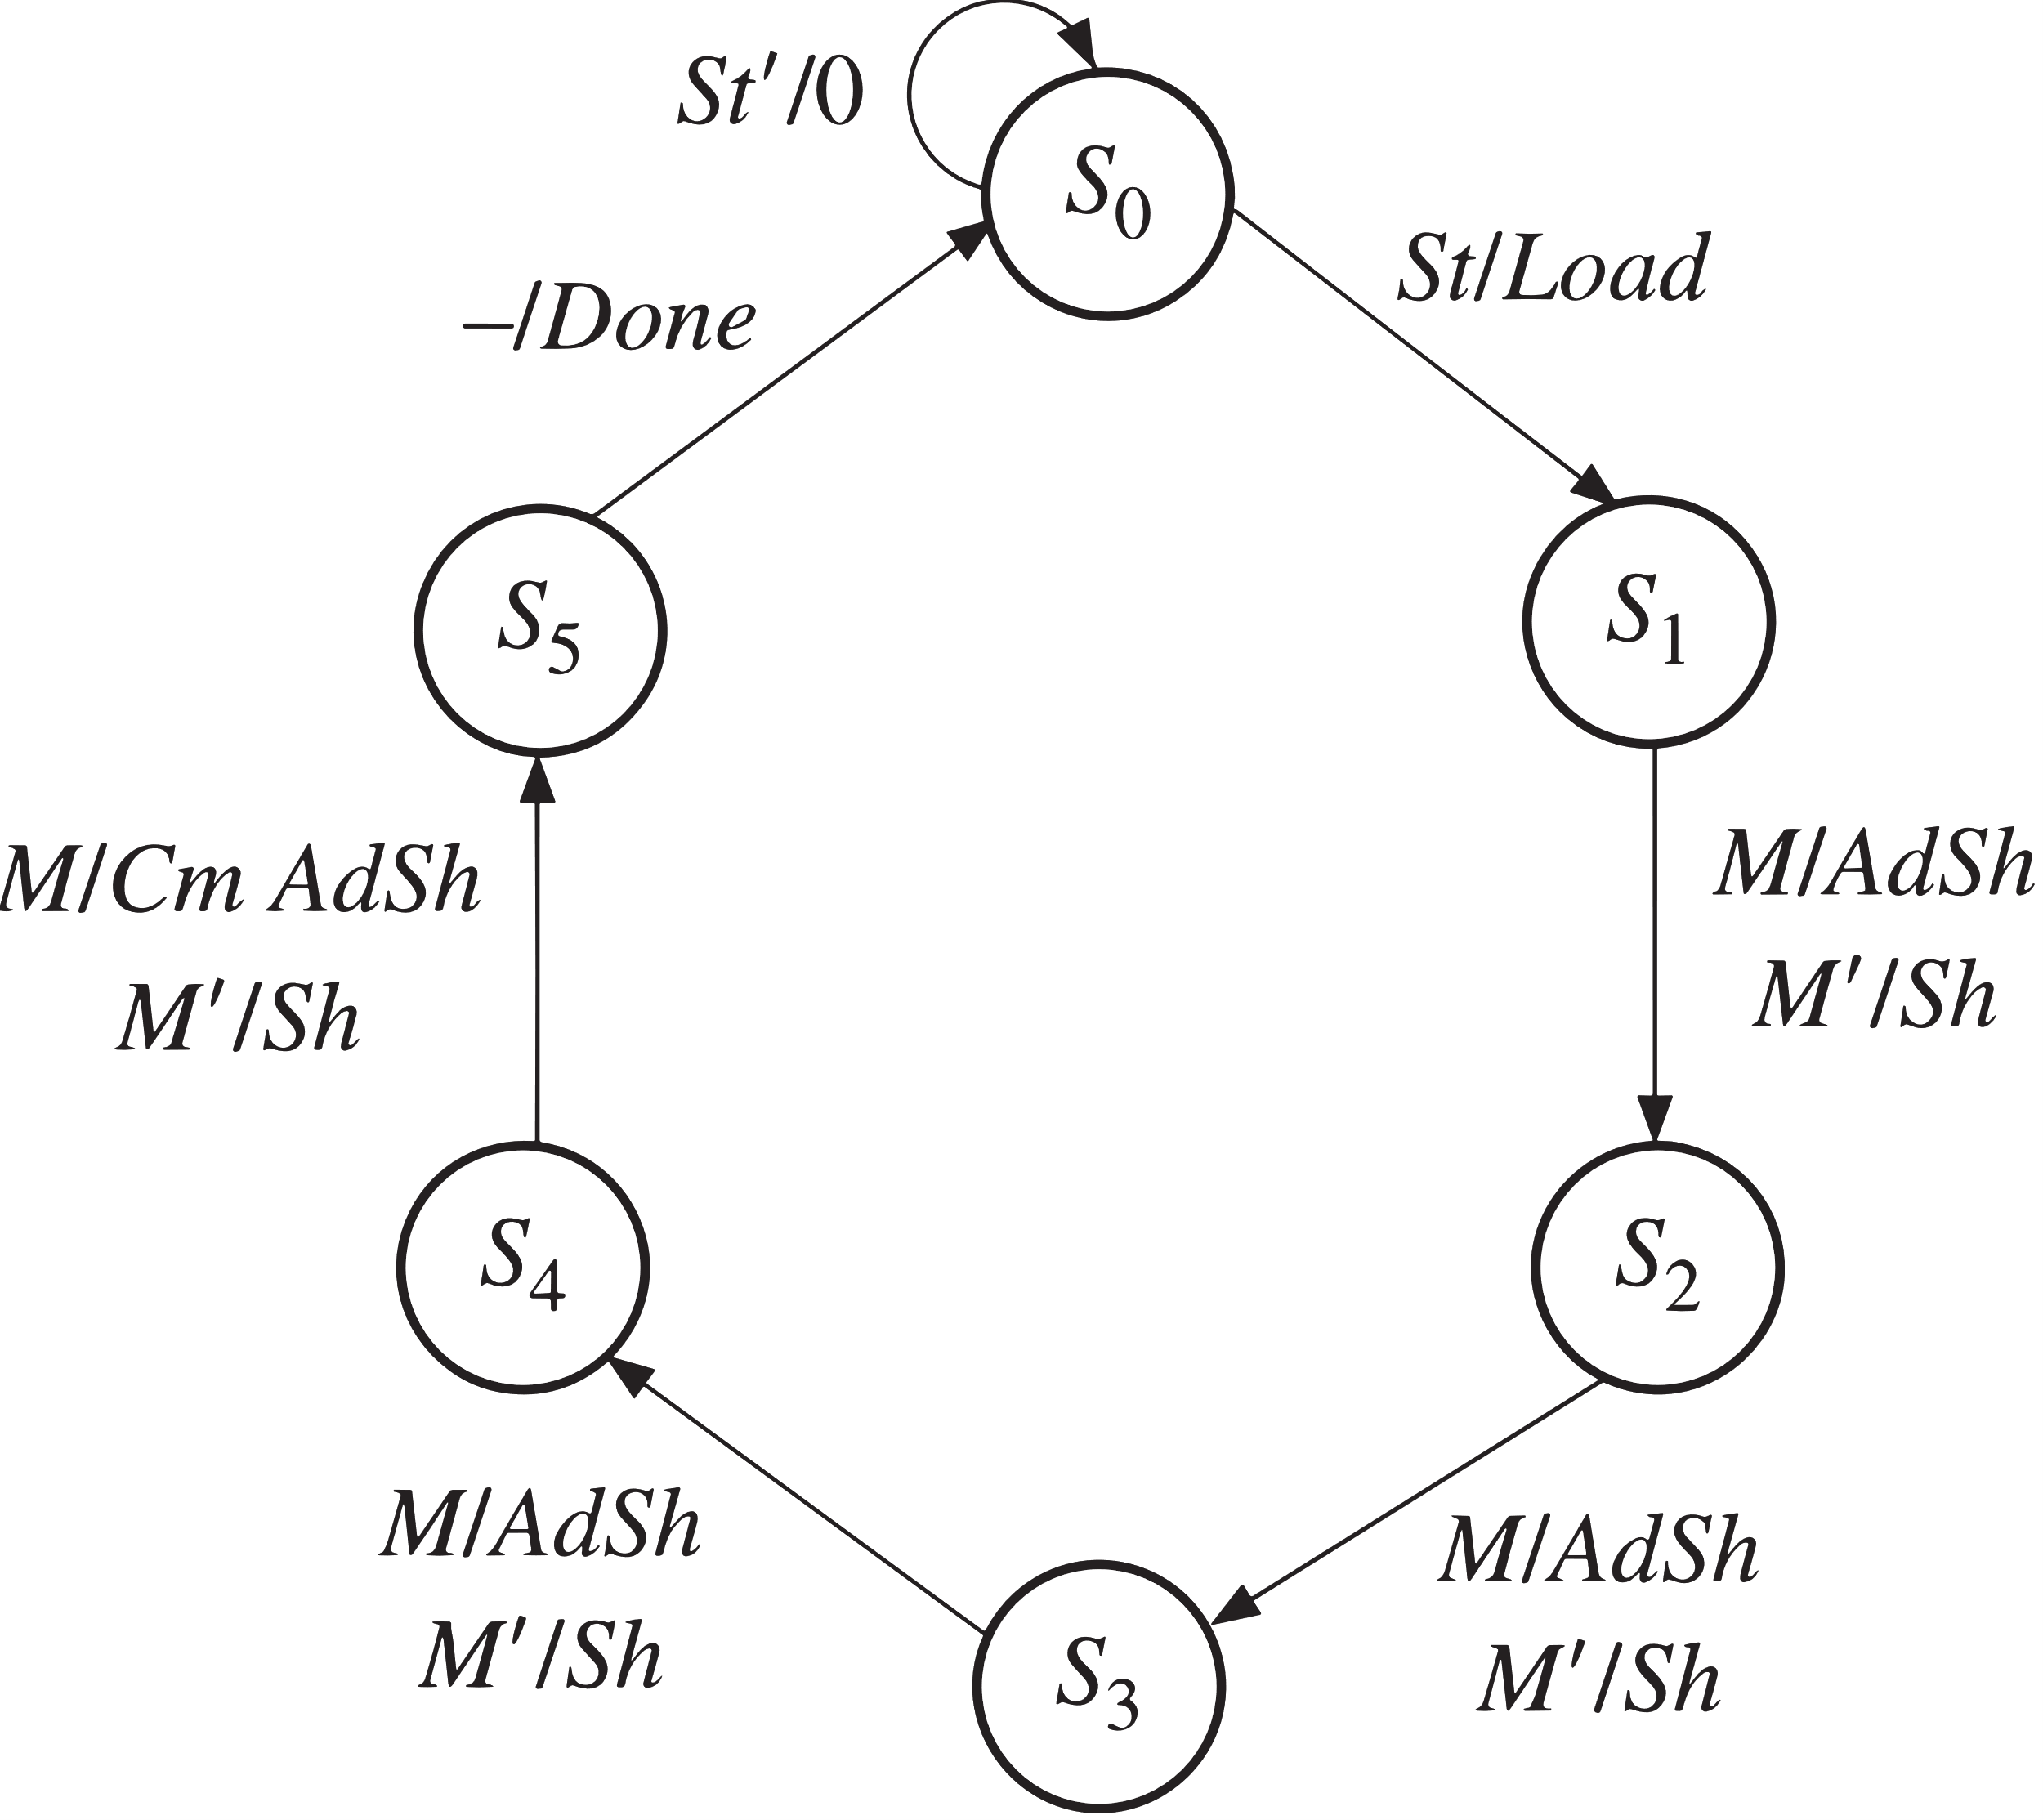 St′/0
S0
St/Load
–/Done
S5
S1
M/Cm AdSh
M′/Sh
M/AdSh
M′/Sh
S4
S2
M/AdSh
M′/Sh
M/AdSh
M′/Sh
S3